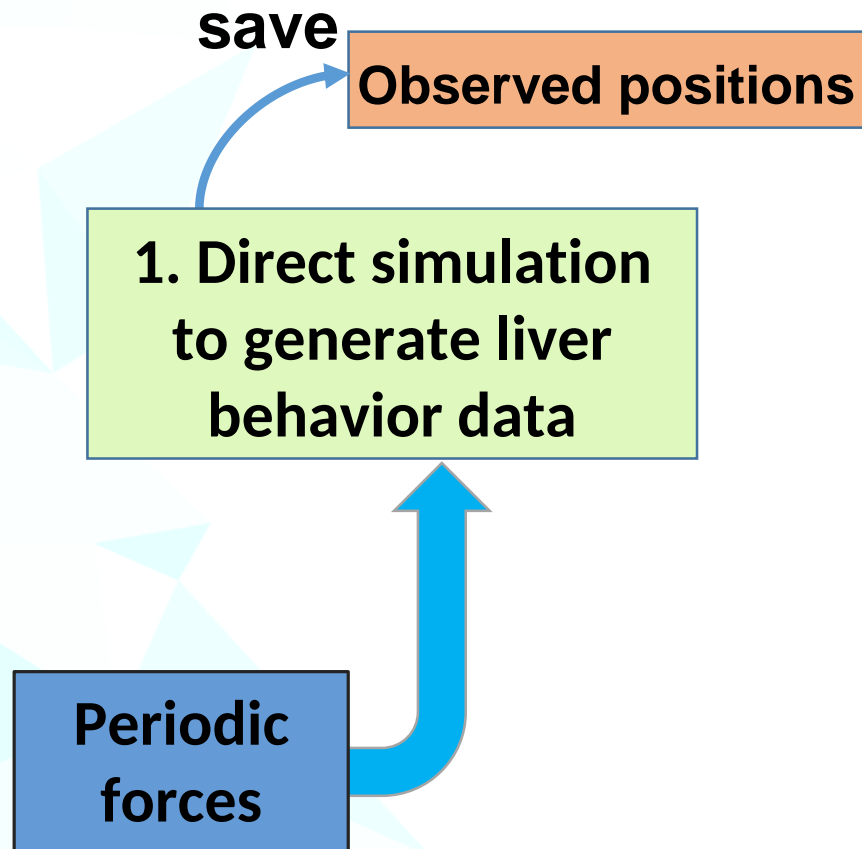 save
Observed positions
1. Direct simulation
to generate liver
behavior data
Periodic
forces